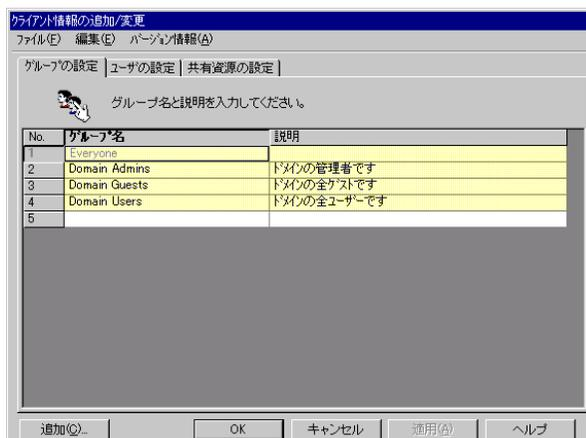 クライアント情報の追加/変更
ファイル(F) 編集(E) バージョン情報(A)
グループの設定 ユーザの設定 共有資源の設定
グループ名と説明を入力してください。
No. グループ名 説明
1 Everyone
2 Domain Admins ドメインの管理者です
3 Domain Guests ドメインの全ゲストです
4 Domain Users ドメインの全ユーザーです
5
追加(C)... OK キャンセル 適用(A) ヘルプ